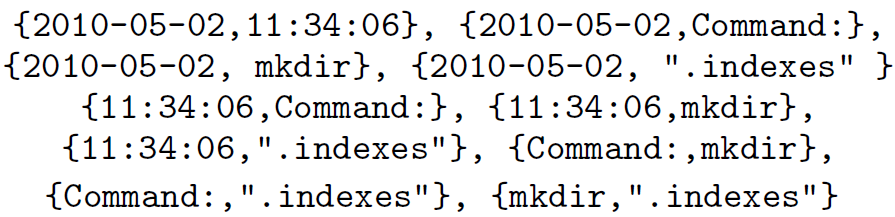 {2010-05-02,11:34:06}, {2010-05-02,Command:},
{2010-05-02, mkdir}, {2010-05-02, ".indexes" }
{11:34:06,Command:}, {11:34:06,mkdir},
{11:34:06,".indexes"}, {Command:,mkdir},
{Command:,".indexes"}, {mkdir,".indexes"}